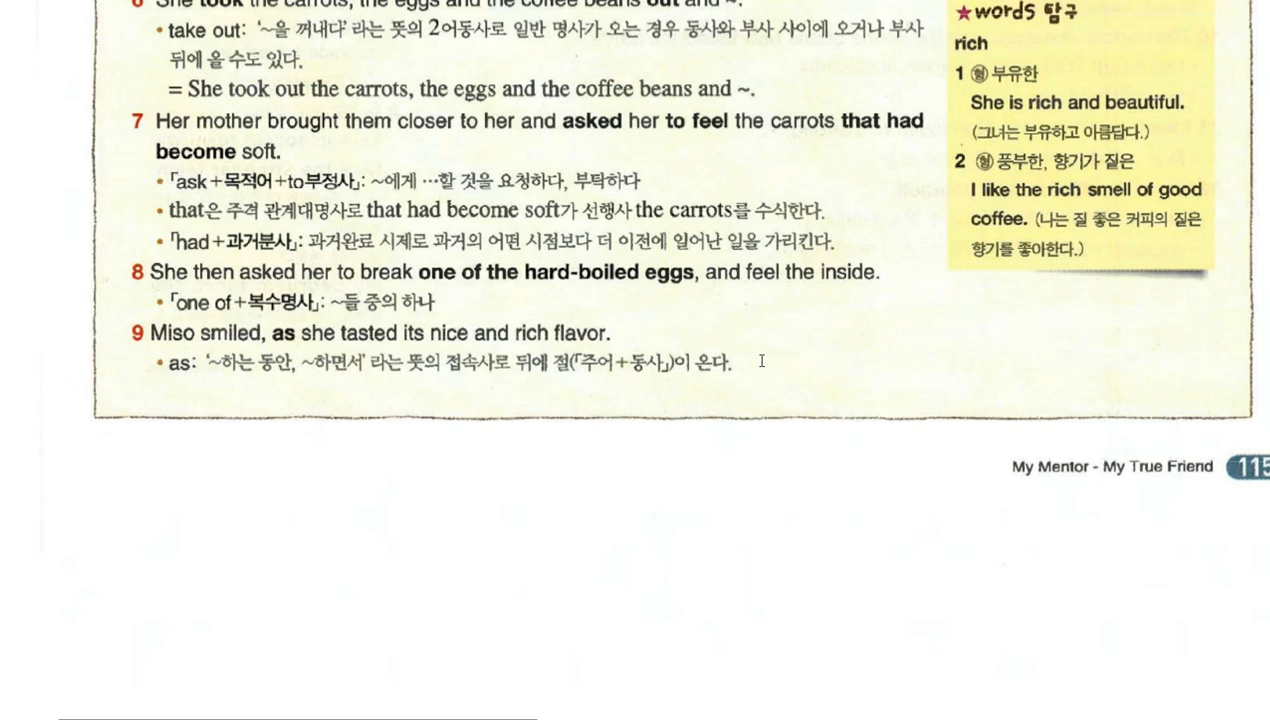 6 She took the carrots, the eggs and the coffee beans out and ~.
• take out: '~을 꺼내다' 라는 뜻의 2어동사로 일반 명사가 오는 경우 동사와 부사 사이에 오거나 부사
뒤에 올 수도 있다.
= She took out the carrots, the eggs and the coffee beans and ~.
7 Her mother brought them closer to her and asked her to feel the carrots that had
become soft.
• 「ask+목적어+to부정사」: ~에게 …할 것을 요청하다, 부탁하다
• that은 주격 관계대명사로 that had become soft가 선행사 the carrots를 수식한다.
• 「had+과거분사」: 과거완료 시제로 과거의 어떤 시점보다 더 이전에 일어난 일을 가리킨다.
8 She then asked her to break one of the hard-boiled eggs, and feel the inside.
• 「one of+복수명사」: ~들 중의 하나
9 Miso smiled, as she tasted its nice and rich flavor.
• as: '~하는 동안, ~하면서' 라는 뜻의 접속사로 뒤에 절(「주어+동사」)이 온다.
★words 탐구
rich
1 형 부유한
She is rich and beautiful.
(그녀는 부유하고 아름답다.)
2 형 풍부한, 향기가 짙은
I like the rich smell of good
coffee. (나는 질 좋은 커피의 짙은
향기를 좋아한다.)
My Mentor - My True Friend 115